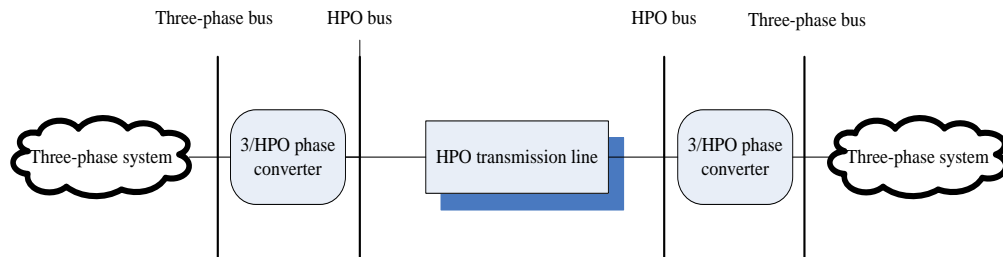 Three-phase bus
HPO bus
HPO bus
Three-phase bus
Three-phase system
3/HPO phase
converter
HPO transmission line
3/HPO phase
converter
Three-phase system